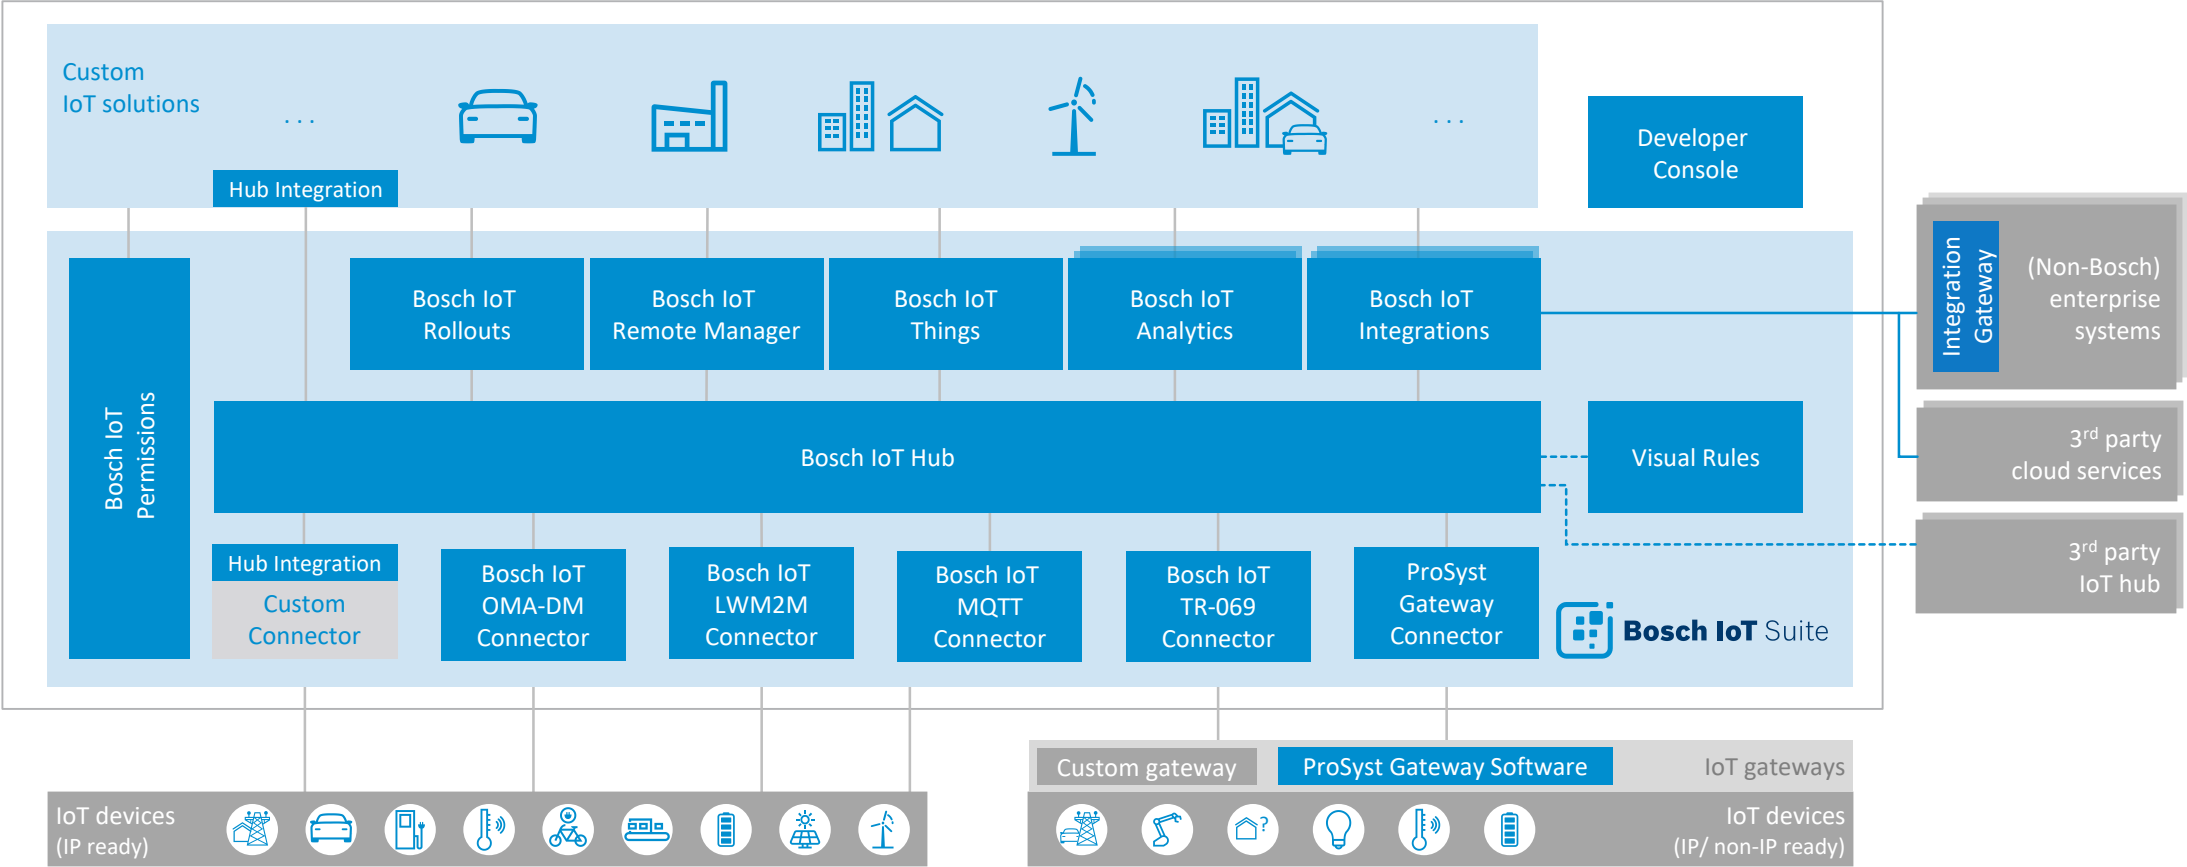 Custom
IoT solutions
. . .
. . .
Hub Integration
Developer
Console
Bosch IoT
Permissions
Bosch IoT
Rollouts
Bosch IoT
Remote Manager
Bosch IoT
Things
Bosch IoT
Analytics
Bosch IoT
Integrations
Integration
Gateway
(Non-Bosch)
enterprise
systems
Bosch IoT Hub
Visual Rules
3rd party
cloud services
3rd party
IoT hub
Hub Integration
Custom
Connector
Bosch IoT
OMA-DM
Connector
Bosch IoT
LWM2M
Connector
Bosch IoT
MQTT
Connector
Bosch IoT
TR-069
Connector
ProSyst
Gateway
Connector
Bosch IoT Suite
Custom gateway
ProSyst Gateway Software
IoT gateways
IoT devices
(IP ready)
?
IoT devices
(IP/ non-IP ready)